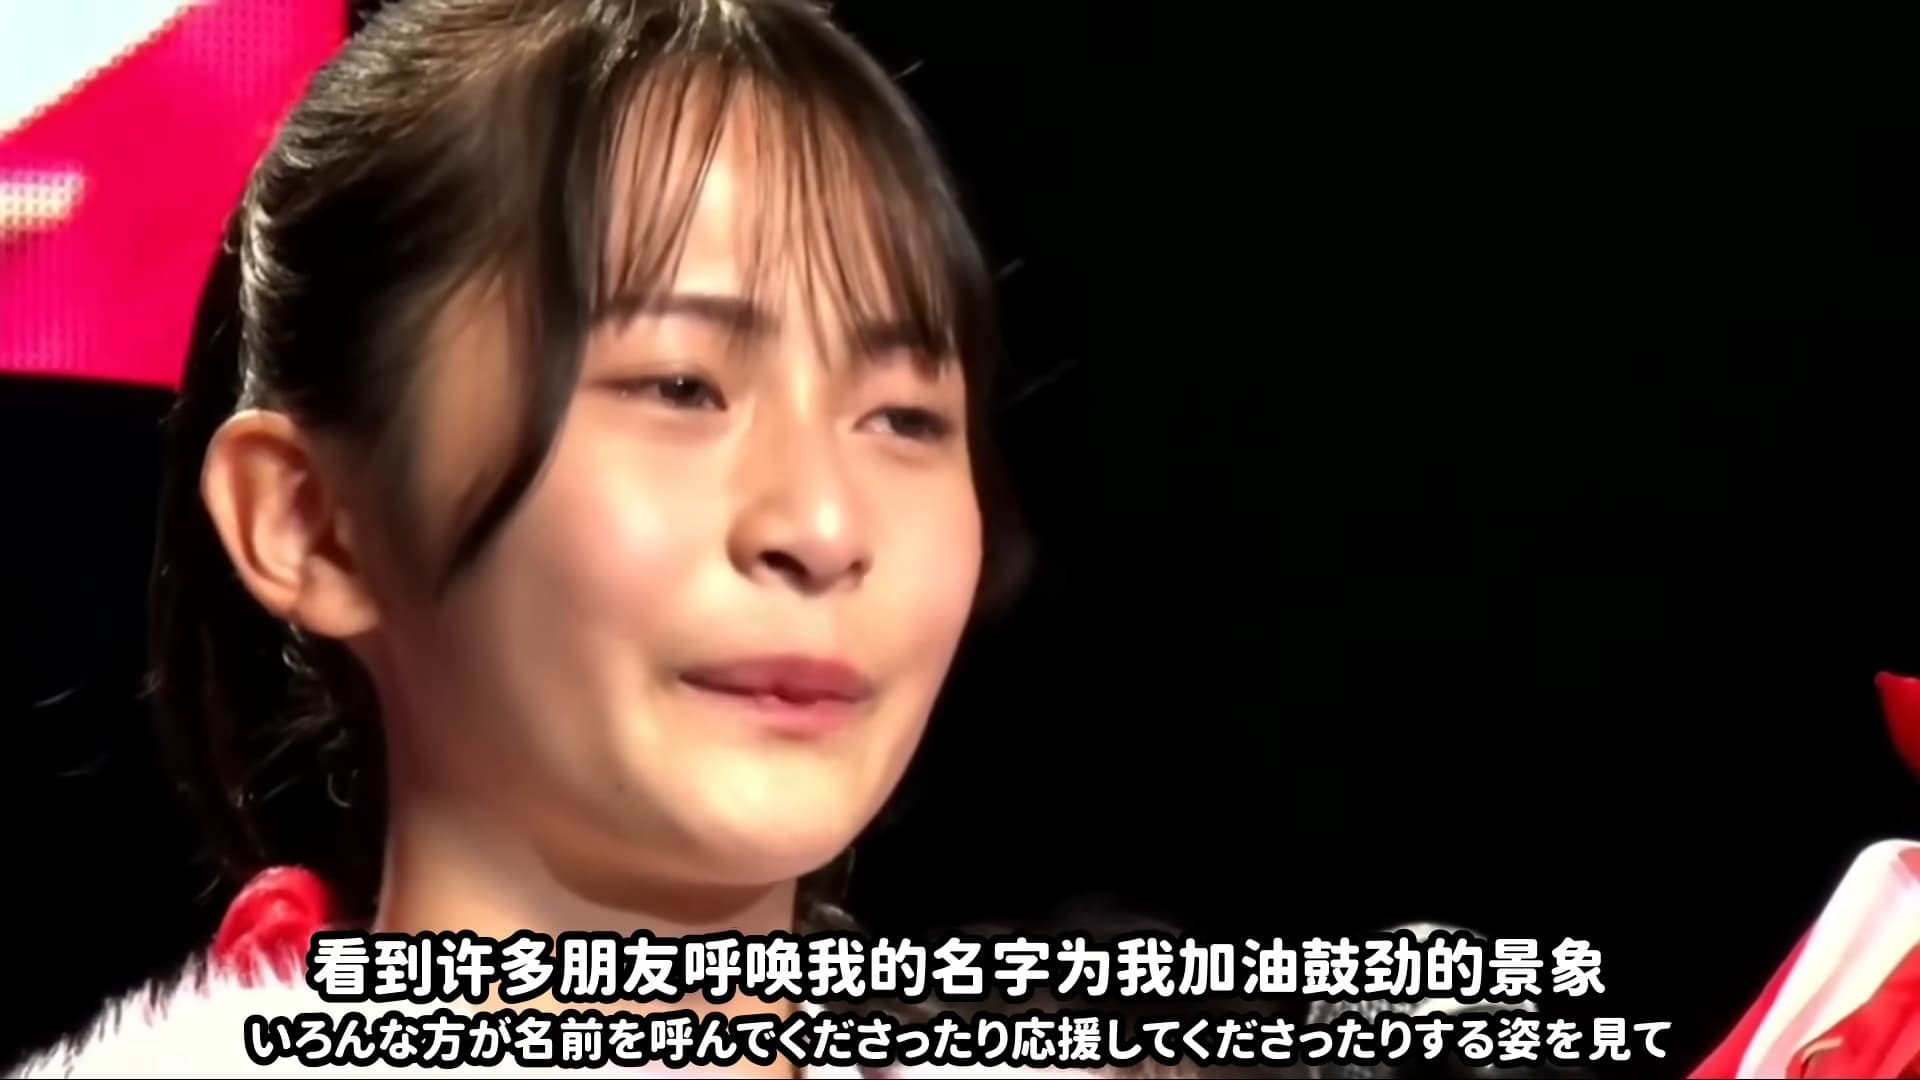 看到许多朋友呼唤我的名字为我加油鼓劲的景象
いろんな方が名前を呼んでくださったり応援してくださったりする姿を見て